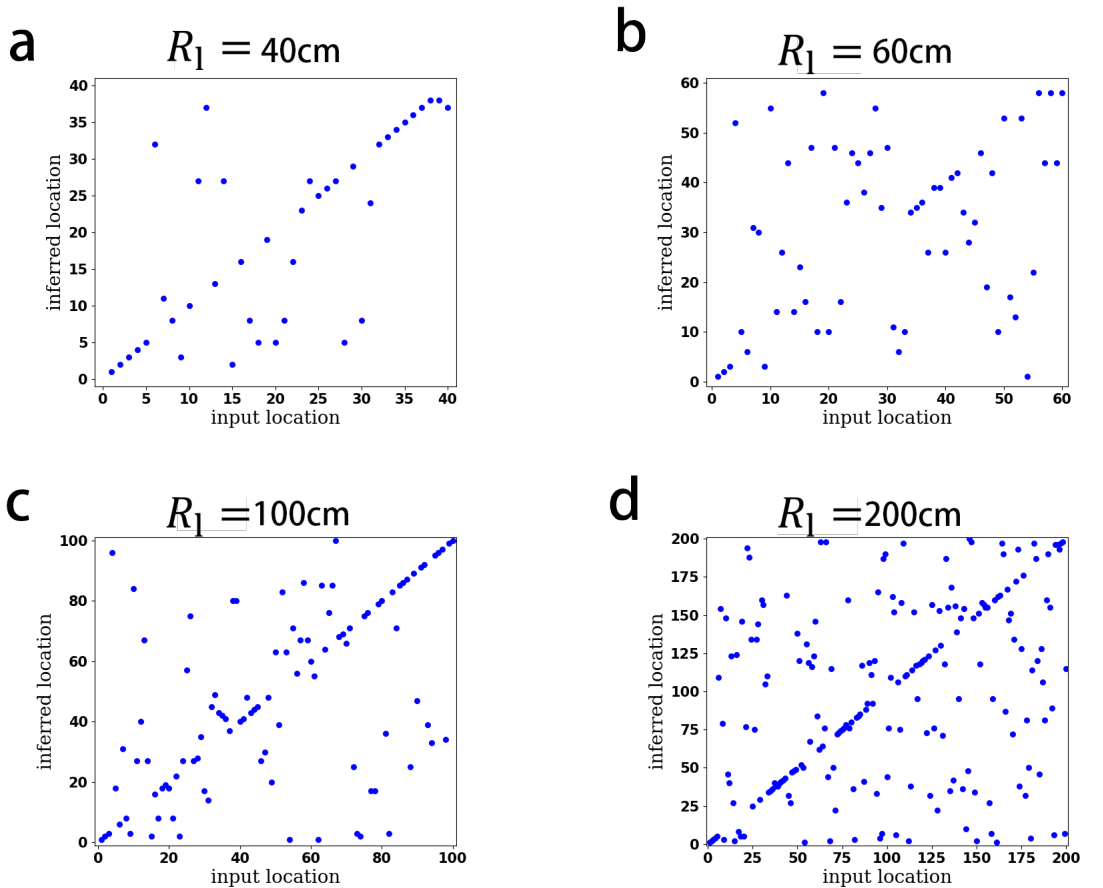 a
R_l = 40cm
40
35
30
25
20
15
10
5
0
inferred location
0 5 10 15 20 25 30 35 40
input location
b
R_l = 60cm
60
50
40
30
20
10
0
inferred location
0 10 20 30 40 50 60
input location
c
R_l =100cm
100
80
60
40
20
0
inferred location
0 20 40 60 80 100
input location
d
R_l =200cm
200
175
150
125
100
75
50
25
0
inferred location
0 25 50 75 100 125 150 175 200
input location